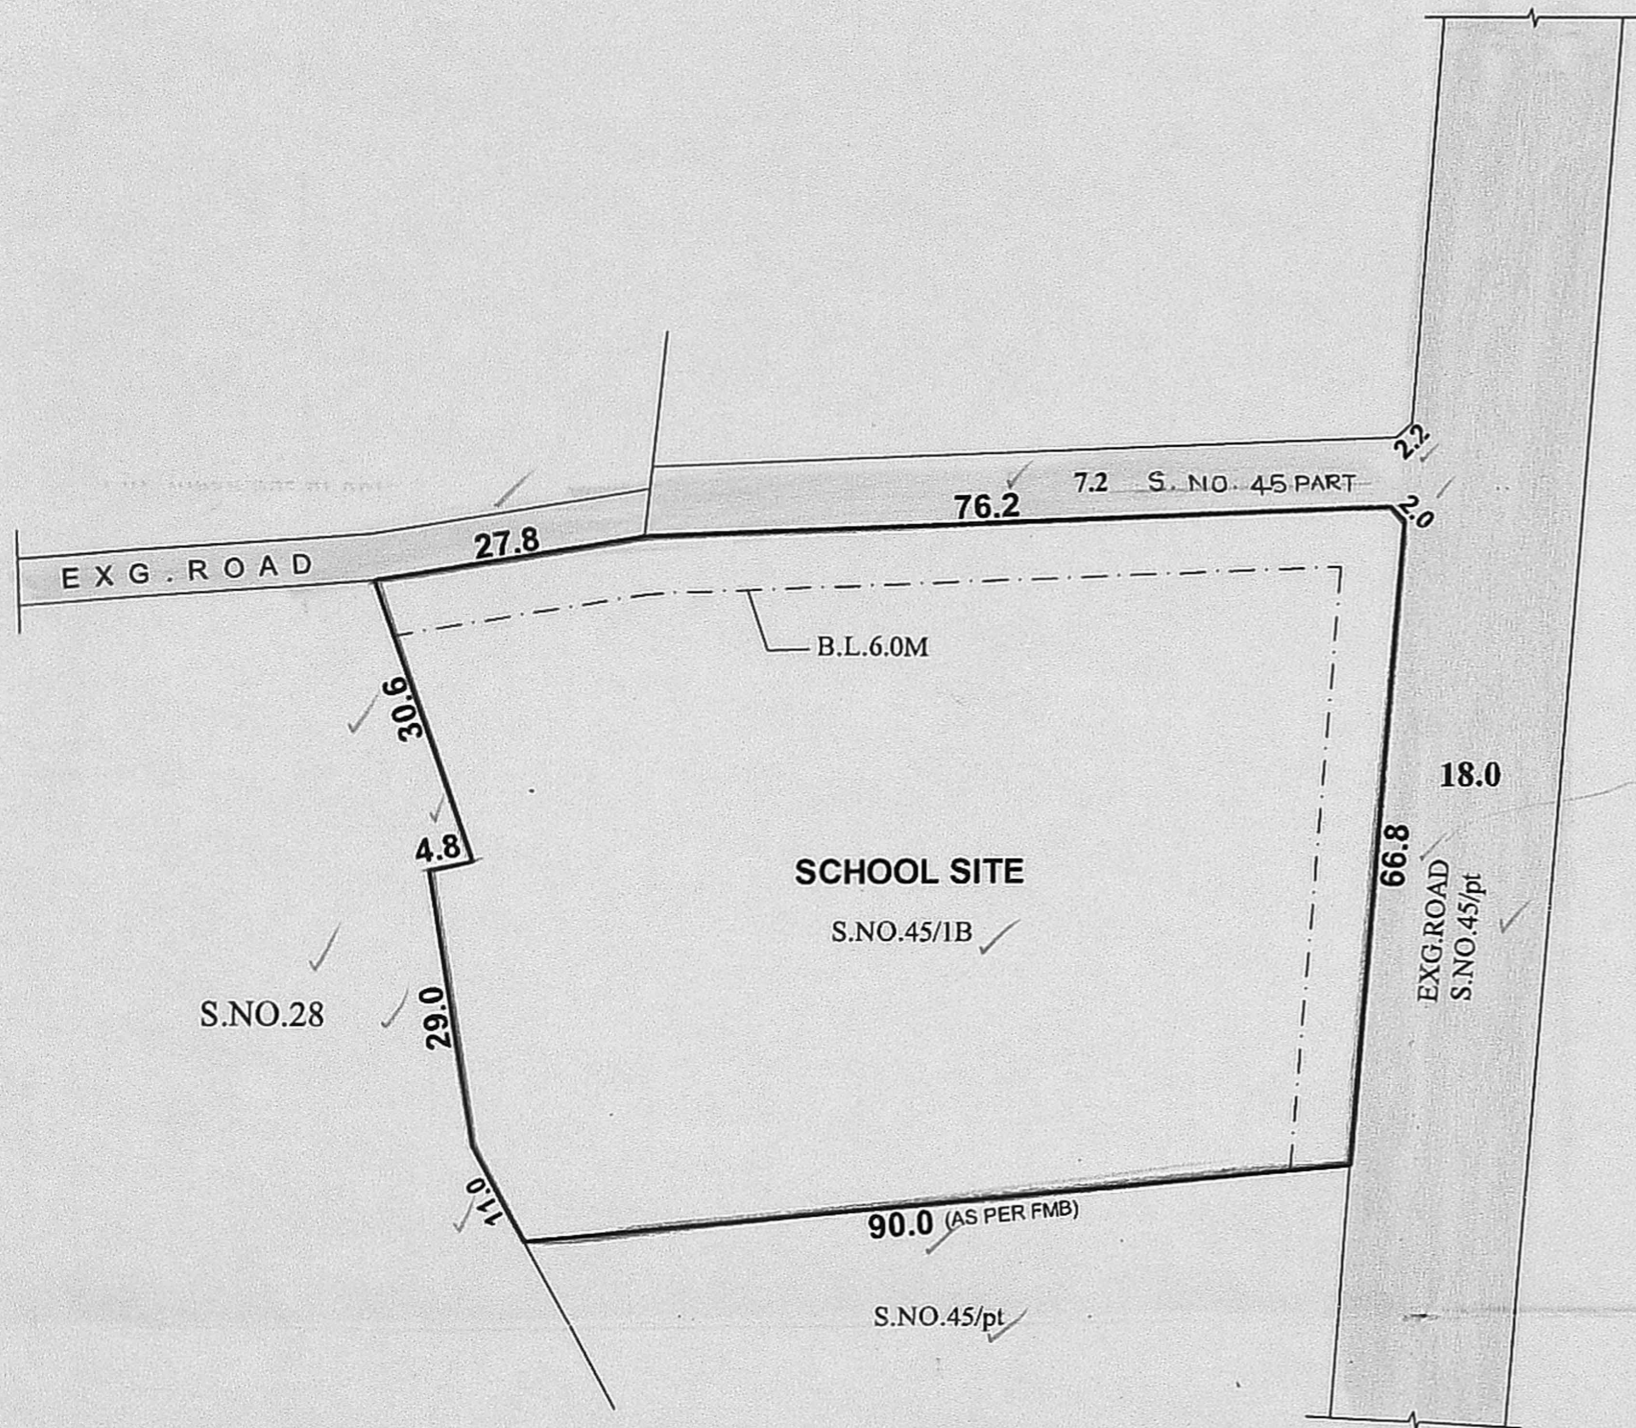 2.2
7.2 S. NO. 45 PART
76.2
2.0
27.8
EXG.ROAD
B.L.6.0M
30.6
18.0
4.8
66.8
SCHOOL SITE
S.NO.45/1B
EXG.ROAD
S.NO.45/pt
S.NO.28
29.0
11.0
90.0 (AS PER FMB)
S.NO.45/pt